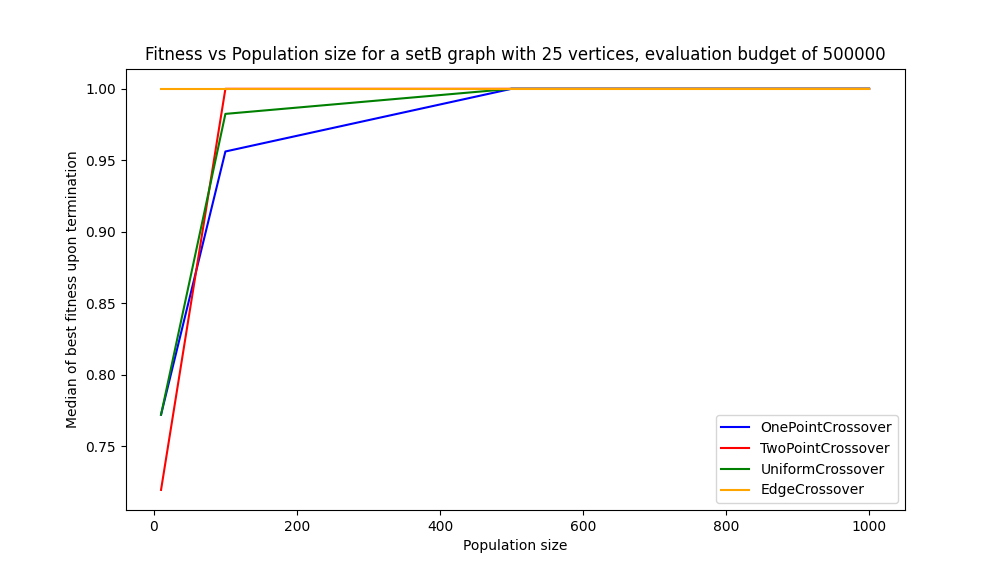 Fitness vs Population size for a setB graph with 25 vertices, evaluation budget of 500000
Median of best fitness upon termination
1.00
0.95
0.90
0.85
0.80
0.75
0
200
400
600
800
1000
Population size
OnePointCrossover
TwoPointCrossover
UniformCrossover
EdgeCrossover